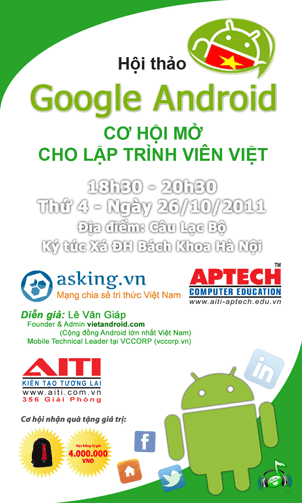 Hội thảo
Google Android
CƠ HỘI MỞ
CHO LẬP TRÌNH VIÊN VIỆT
18h30 - 20h30
Thứ 4 - Ngày 26/10/2011
Địa điểm: Câu Lạc Bộ
Ký túc Xá ĐH Bách Khoa Hà Nội
asking.vn
Mạng chia sẻ tri thức Việt Nam
APTECH
COMPUTER EDUCATION
www.aiti-aptech.edu.vn
Diễn giả: Lê Văn Giáp
Founder & Admin vietandroid.com
(Cộng đồng Android lớn nhất Việt Nam)
Mobile Technical Leader tại VCCORP (vccorp.vn)
AITI
KIẾN TẠO TƯƠNG LAI
www.aiti.com.vn
356 Giải Phóng
Cơ hội nhận quà tặng giá trị:
Học bổng trị giá
4.000.000
VNĐ
in
f
t